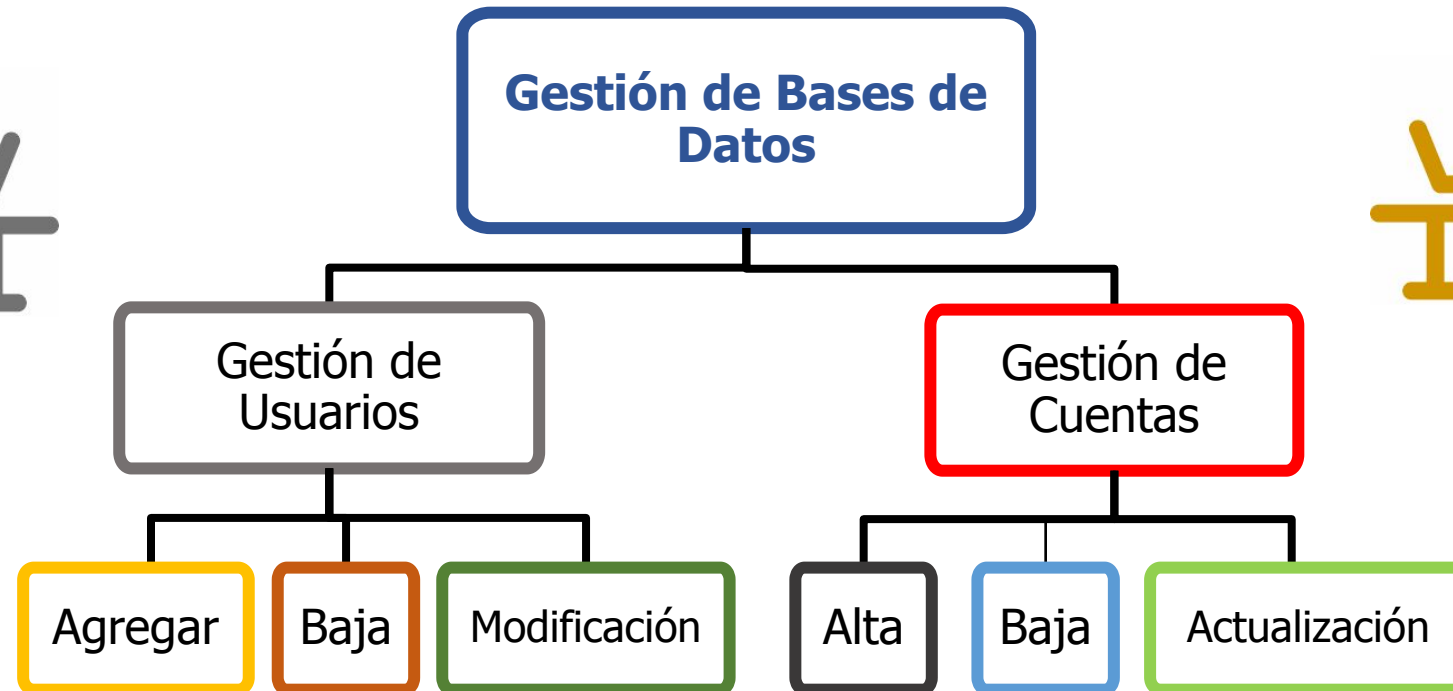 Gestión de Bases de
Datos
Gestión de
Usuarios
Gestión de
Cuentas
Agregar
Baja
Modificación
Alta
Baja
Actualización